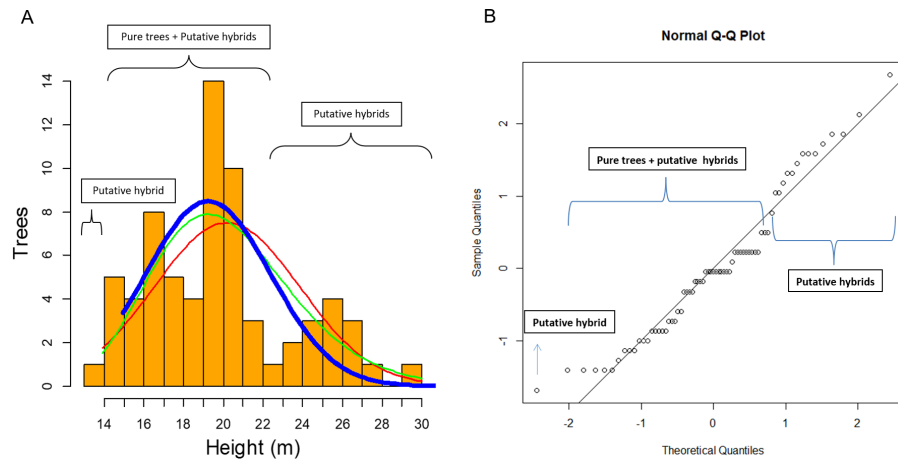 A
Pure trees + Putative hybrids
Putative hybrids
Putative hybrid
Trees
14
12
10
8
6
4
2
0
14 16 18 20 22 24 26 28 30
Height (m)
B
Normal Q-Q Plot
Pure trees + putative hybrids
Putative hybrids
Putative hybrid
Sample Quantiles
2
1
0
-1
-2 -1 0 1 2
Theoretical Quantiles